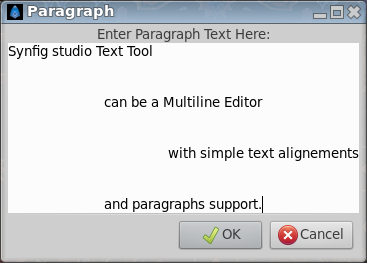 Paragraph
Enter Paragraph Text Here:
Synfig studio Text Tool
can be a Multiline Editor
with simple text alignements
and paragraphs support.
OK
Cancel